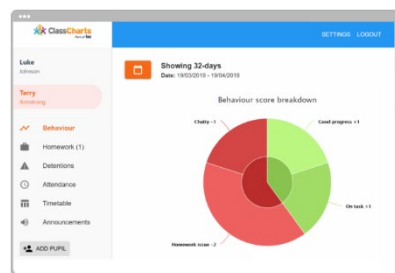 ClassCharts
SETTINGS LOGOUT
Luke
Johnson
Terry
Armstrong
Behaviour
Homework (1)
Detentions
Attendance
Timetable
Announcements
ADD PUPIL
Showing 32-days
Date: 19/03/2019 - 19/04/2019
Behaviour score breakdown
Chatty -1
Good progress +1
On task +1
Homework issue -2